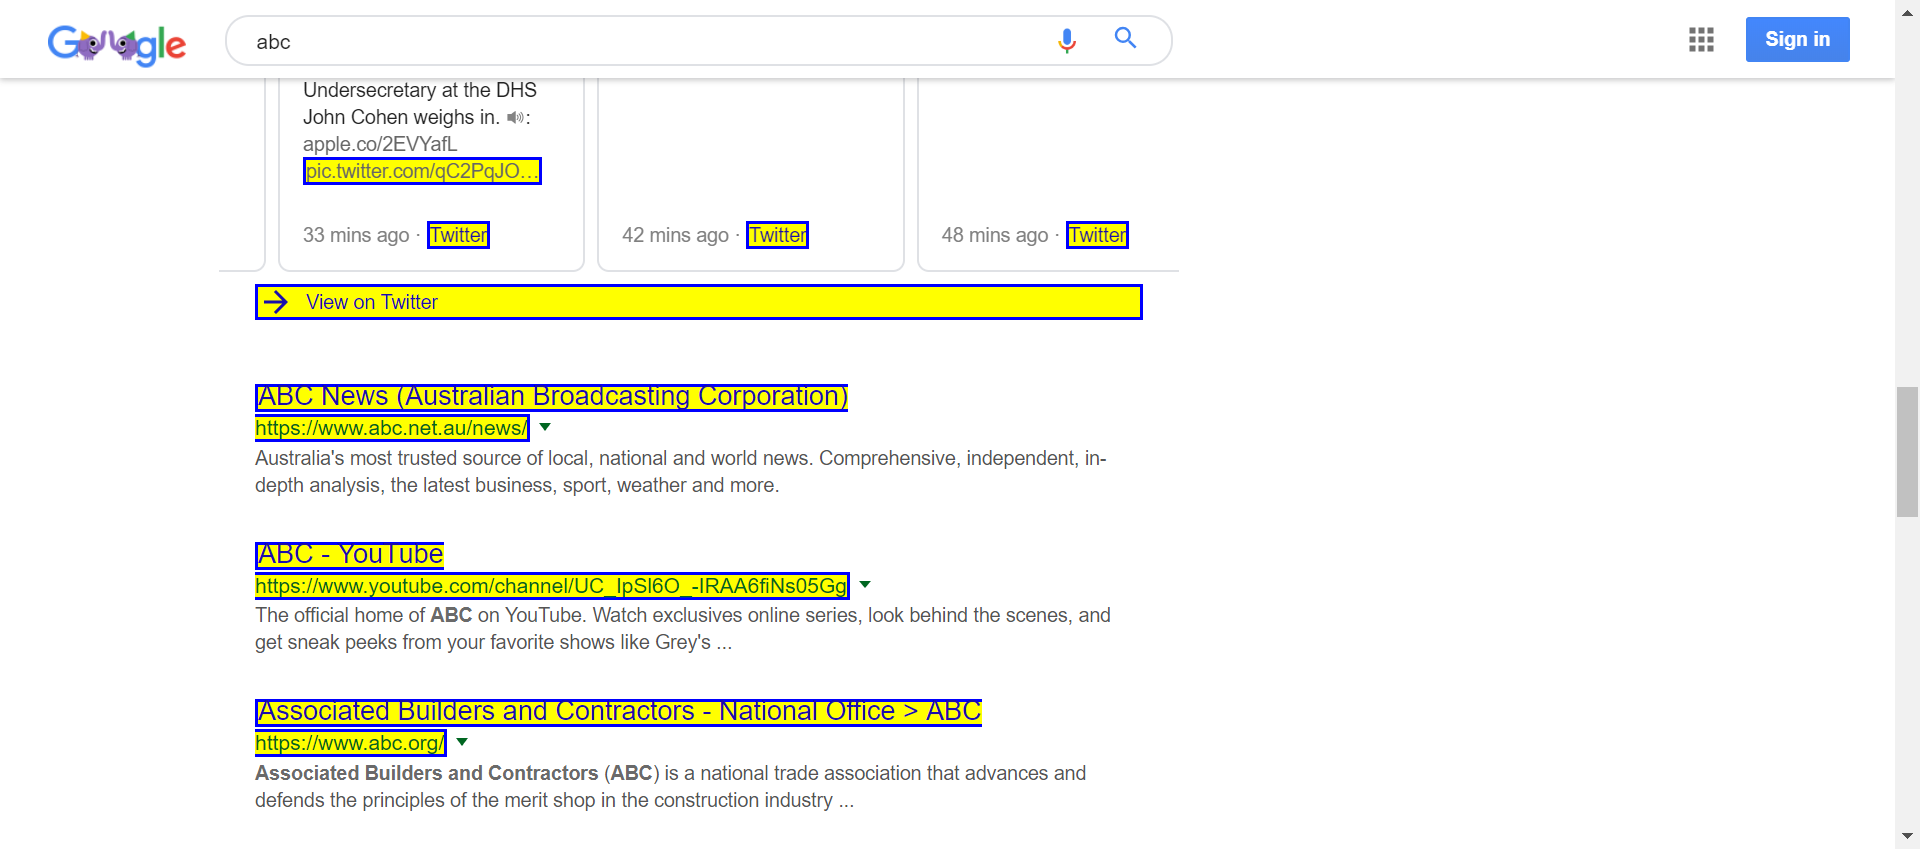 Google
abc
Sign in
Undersecretary at the DHS
John Cohen weighs in. 🔊:
apple.co/2EVYafL
pic.twitter.com/qC2PqJO...
33 mins ago · Twitter
42 mins ago · Twitter
48 mins ago · Twitter
View on Twitter
ABC News (Australian Broadcasting Corporation)
https://www.abc.net.au/news/
Australia's most trusted source of local, national and world news. Comprehensive, independent, in-
depth analysis, the latest business, sport, weather and more.
ABC - YouTube
https://www.youtube.com/channel/UC_IpSl6O_-IRAA6fiNs05Gg
The official home of ABC on YouTube. Watch exclusives online series, look behind the scenes, and
get sneak peeks from your favorite shows like Grey's ...
Associated Builders and Contractors - National Office > ABC
https://www.abc.org/
Associated Builders and Contractors (ABC) is a national trade association that advances and
defends the principles of the merit shop in the construction industry ...